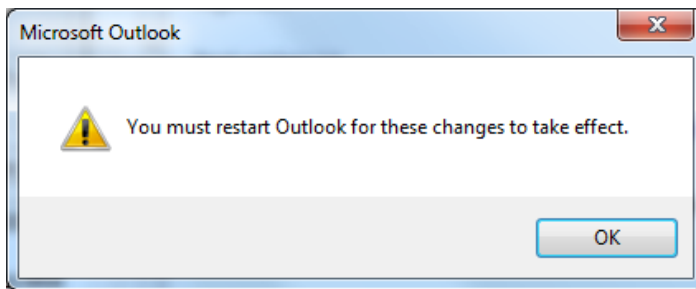 Microsoft Outlook
You must restart Outlook for these changes to take effect.
OK